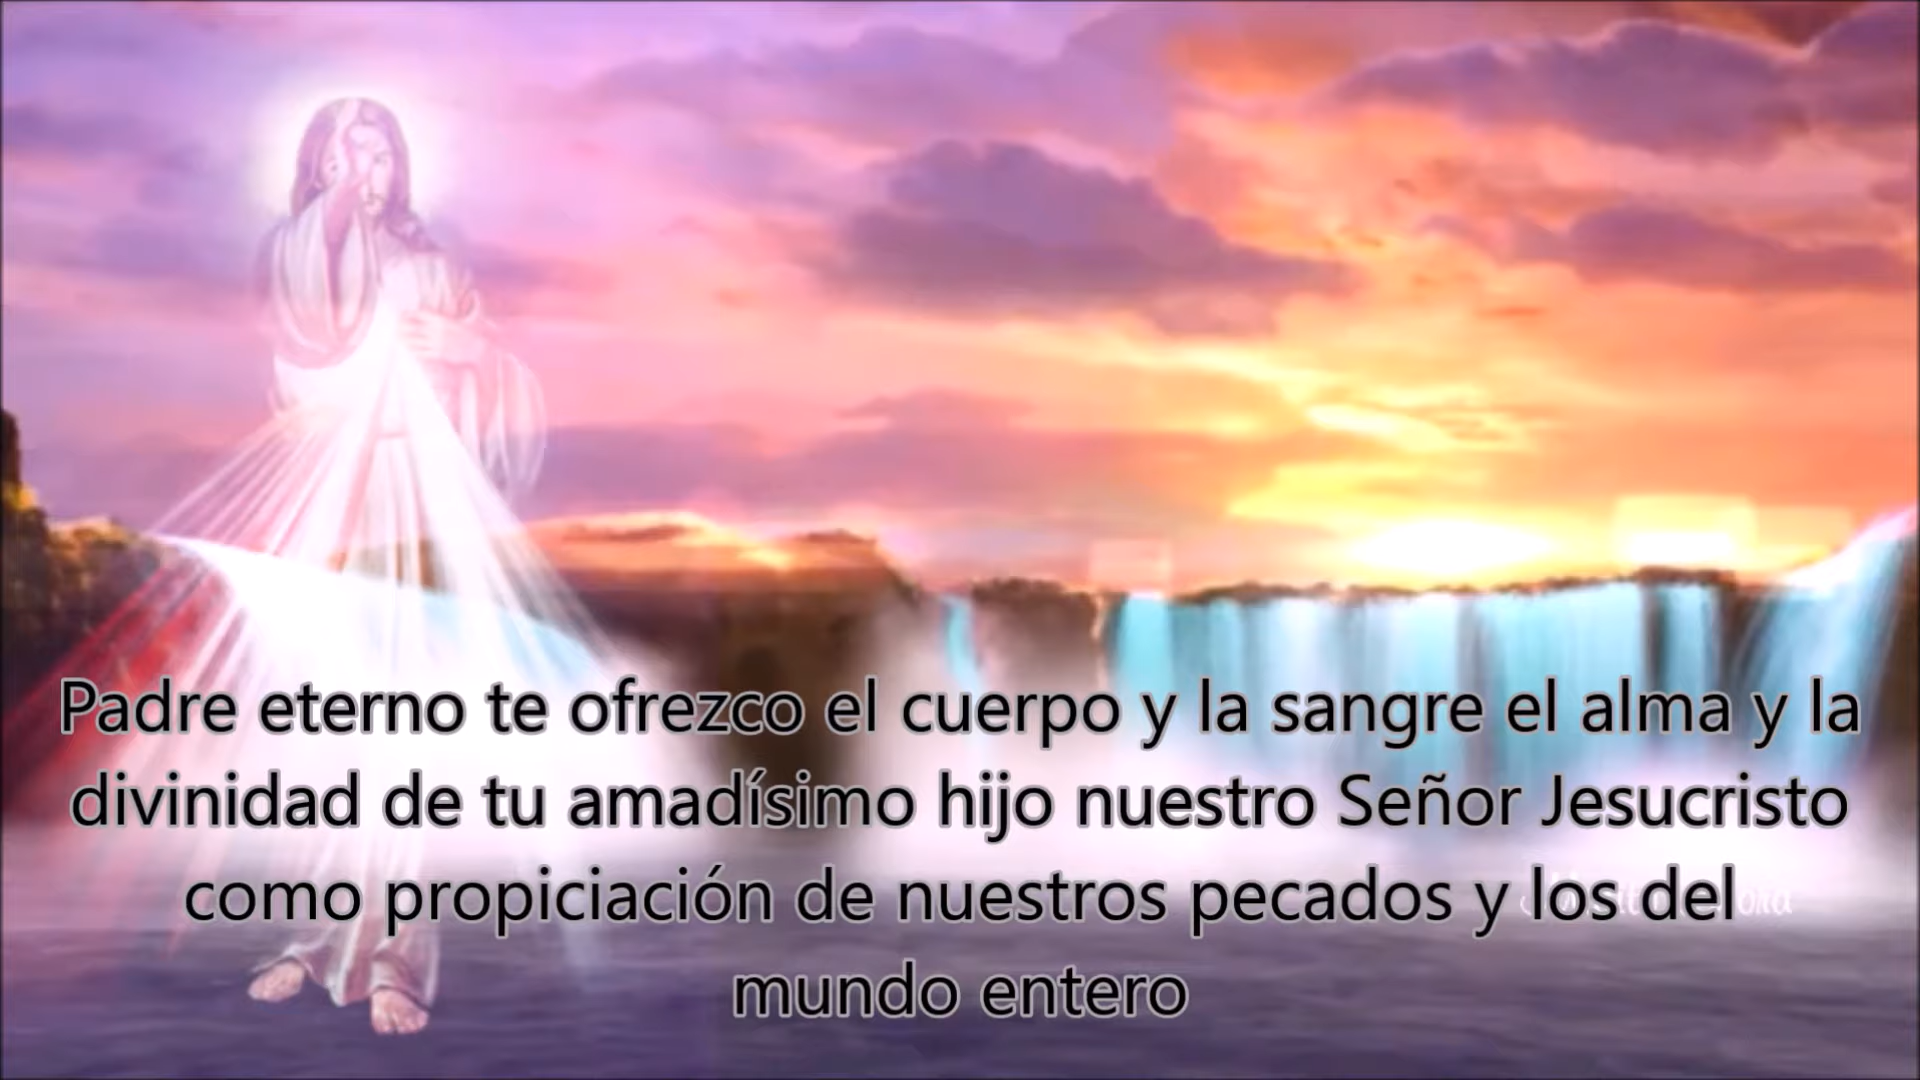 Padre eterno te ofrezco el cuerpo y la sangre el alma y la
divinidad de tu amadísimo hijo nuestro Señor Jesucristo
como propiciación de nuestros pecados y los del
mundo entero